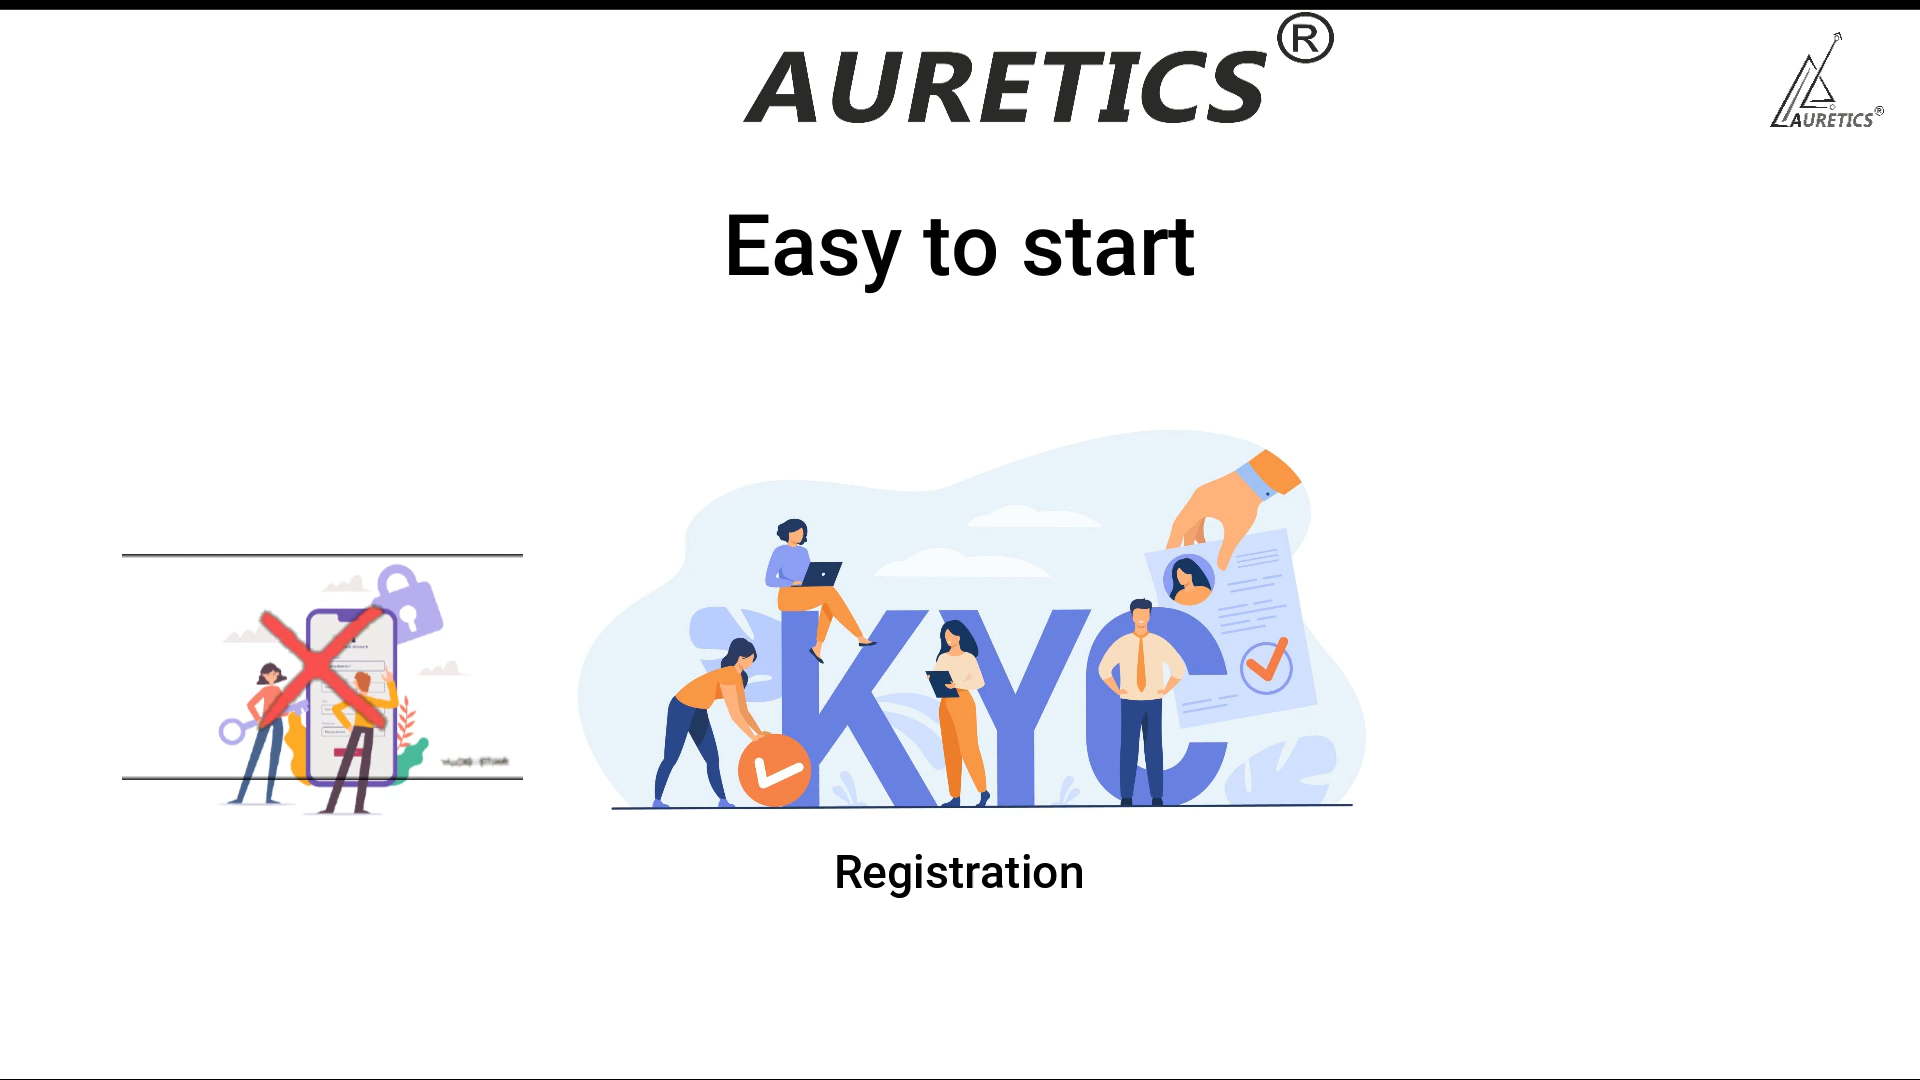 AURETICS®
AURETICS®
Easy to start
KYC
Registration